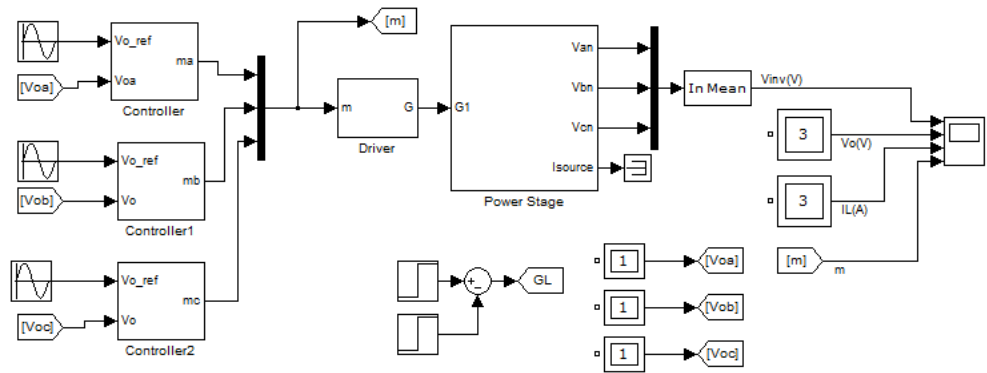 Vo_ref
[Voa]
Voa
ma
Controller
Vo_ref
[Vob]
Vo
mb
Controller1
Vo_ref
[Voc]
Vo
mc
Controller2
[m]
m
G
Driver
G1
Van
Vbn
Vcn
Isource
Power Stage
In Mean
Vinv(V)
3
Vo(V)
3
IL(A)
[m]
m
+
−
GL
1
[Voa]
1
[Vob]
1
[Voc]